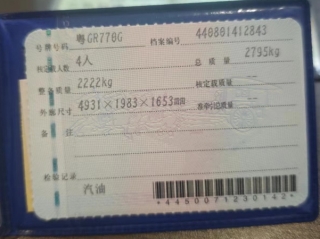 号牌号码 粤GR770G 档案编号 440801412843
核定载人数 4人 总质量 2795kg
整备质量 2222kg 核定载质量 --
外廓尺寸 4931×1983×1653mm 准牵引总质量 --
备注
检验记录
汽油
*4450071230142*